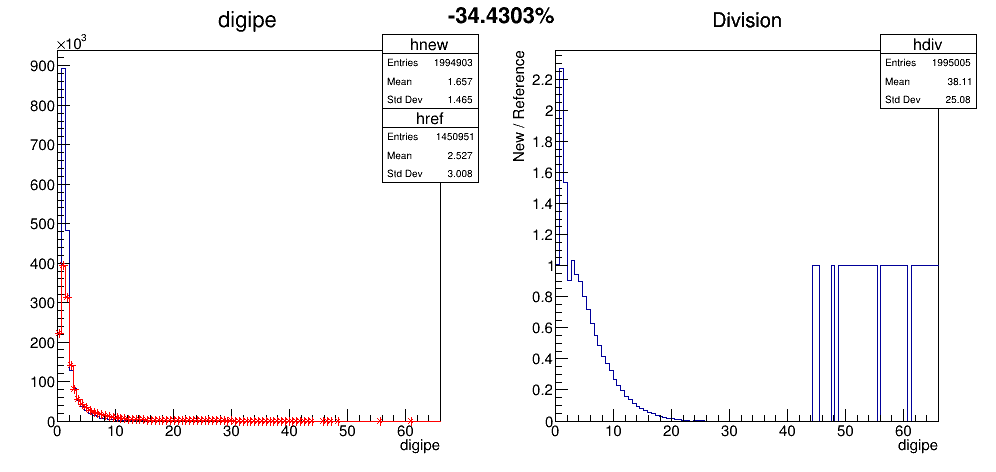 digipe
-34.4303%
Division
×10³
hnew
Entries 1994903
Mean 1.657
Std Dev 1.465
href
Entries 1450951
Mean 2.527
Std Dev 3.008
900
800
700
600
500
400
300
200
100
0
0 10 20 30 40 50 60
digipe
hdiv
Entries 1995005
Mean 38.11
Std Dev 25.08
New / Reference
2.2
2
1.8
1.6
1.4
1.2
1
0.8
0.6
0.4
0.2
0
0 10 20 30 40 50 60
digipe